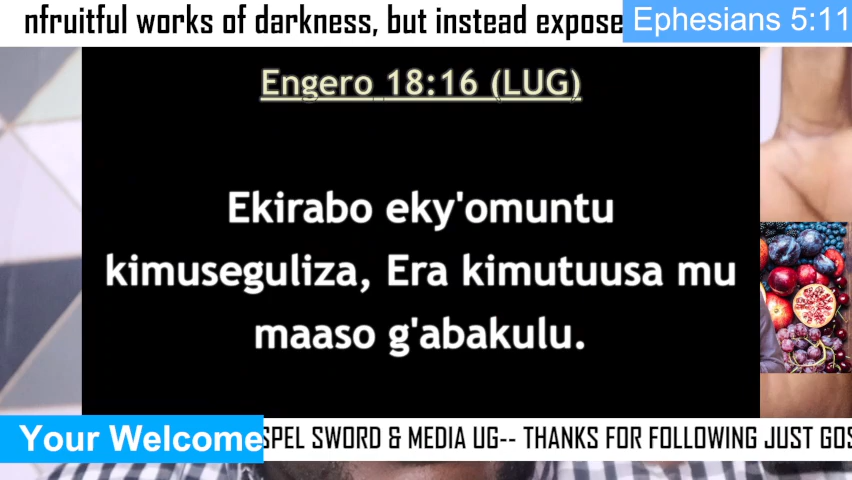 nfruitful works of darkness, but instead expose
Ephesians 5:11
Engero 18:16 (LUG)
Ekirabo eky'omuntu
kimuseguliza, Era kimutuusa mu
maaso g'abakulu.
Your Welcome
SPEL SWORD & MEDIA UG-- THANKS FOR FOLLOWING JUST GOS